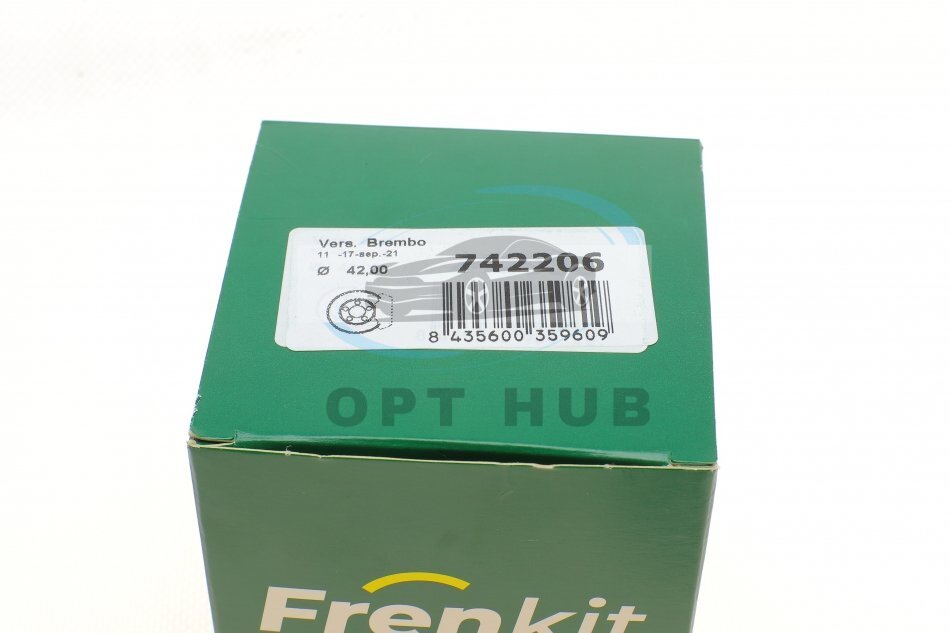 Vers. Brembo
11 -17-sep.-21
Ø 42,00
742206
8 435600 359609
OPT HUB
Frenkit